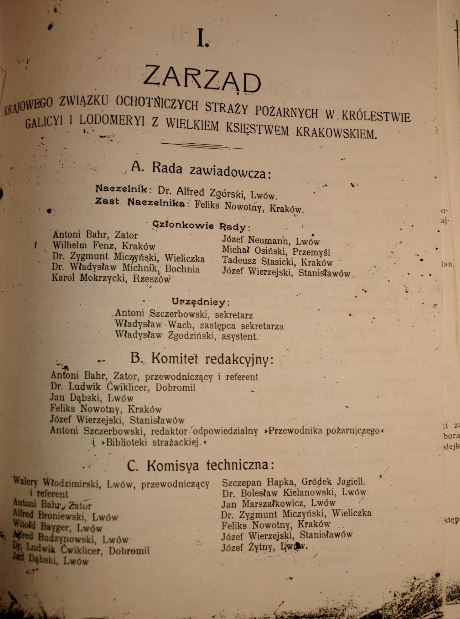 I.
ZARZĄD
KRAJOWEGO ZWIĄZKU OCHOTNICZYCH STRAŻY POŻARNYCH W KRÓLESTWIE
GALICYI I LODOMERYI Z WIELKIEM KSIĘSTWEM KRAKOWSKIEM.
A. Rada zawiadowcza:
Naczelnik: Dr. Alfred Zgórski, Lwów.
Zast Naczelnika: Feliks Nowotny, Kraków.
Członkowie Rady:
Antoni Bahr, Zator
Wilhelm Fenz, Kraków
Dr. Zygmunt Miczyński, Wieliczka
Dr. Władysław Michnik, Bochnia
Karol Mokrzycki, Rzeszów
Józef Neumann, Lwów
Michał Osiński, Przemyśl
Tadeusz Stasicki, Kraków
Józef Wierzejski, Stanisławów
Urzędnicy:
Antoni Szczerbowski, sekretarz
Władysław Wach, zastępca sekretarza
Władysław Zgodziński, asystent.
B. Komitet redakcyjny:
Antoni Bahr, Zator, przewodniczący i referent
Dr. Ludwik Ćwiklicer, Dobromil
Jan Dąbski, Lwów
Feliks Nowotny, Kraków
Józef Wierzejski, Stanisławów
Antoni Szczerbowski, redaktor odpowiedzialny »Przewodnika pożarniczego«
i »Biblioteki strażackiej.«
C. Komisya techniczna:
Walery Włodzimirski, Lwów, przewodniczący
i referent
Antoni Bahr, Zator
Alfred Broniewski, Lwów
Witold Bayger, Lwów
Alfred Budzynowski, Lwów
Dr. Ludwik Ćwiklicer, Dobromil
Jan Dąbski, Lwów
Szczepan Hapka, Gródek Jagiell.
Dr. Bolesław Kielanowski, Lwów
Jan Marszałkowicz, Lwów
Dr. Zygmunt Miczyński, Wieliczka
Feliks Nowotny, Kraków
Józef Wierzejski, Stanisławów
Józef Żytny, Lwów.